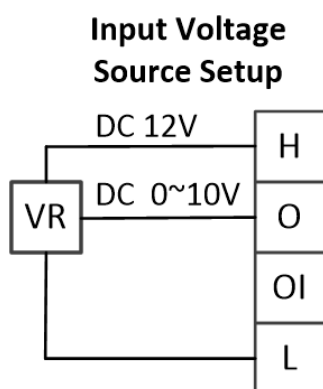 Input Voltage
Source Setup
DC 12V
H
VR
DC 0~10V
O
OI
L